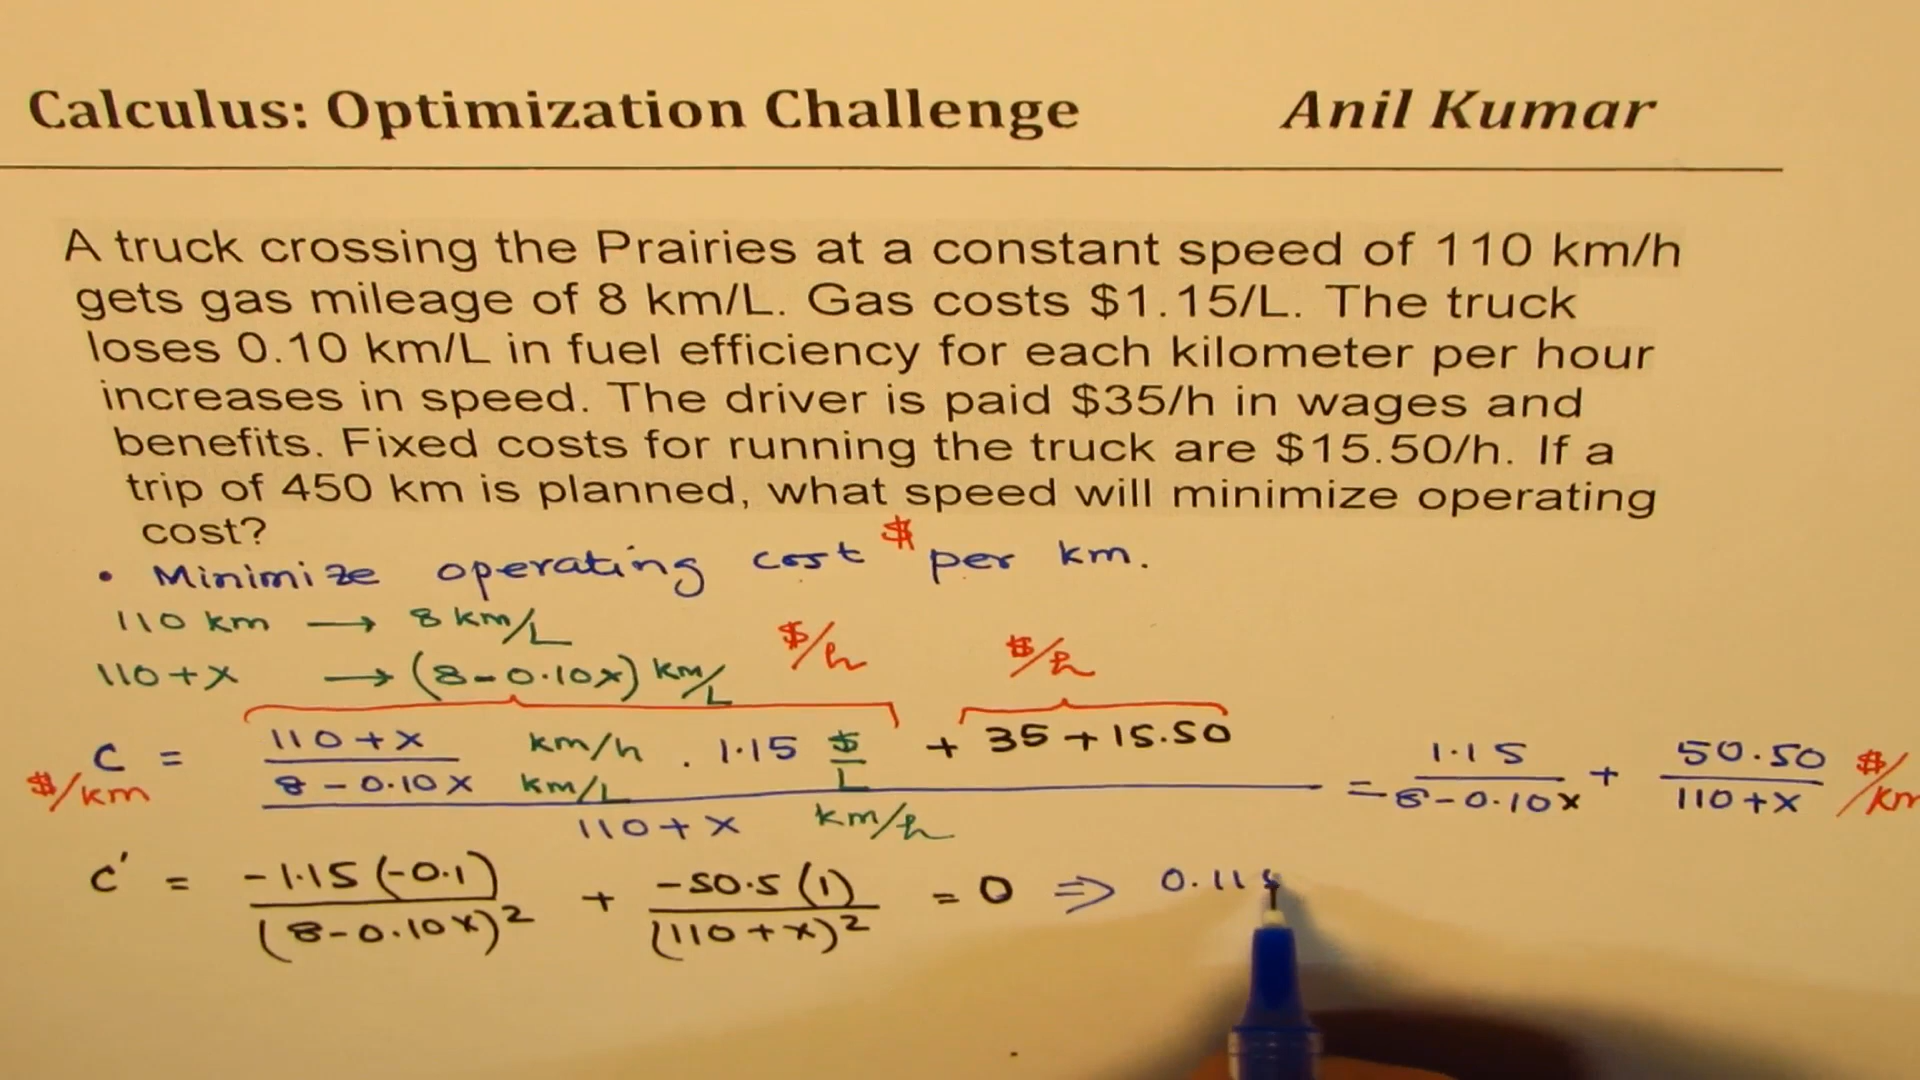 Calculus: Optimization Challenge Anil Kumar
A truck crossing the Prairies at a constant speed of 110 km/h
gets gas mileage of 8 km/L. Gas costs $1.15/L. The truck
loses 0.10 km/L in fuel efficiency for each kilometer per hour
increases in speed. The driver is paid $35/h in wages and
benefits. Fixed costs for running the truck are $15.50/h. If a
trip of 450 km is planned, what speed will minimize operating
cost?
• Minimize operating cost $ per km.
110 km → 8 km/L
110+x → (8-0.10x) km/L $/h $/h
C $/km = ((110+x)/(8-0.10x) (km/h)/(km/L) . 1.15 $/L + 35+15.50) / (110+x km/h) = 1.15/(8-0.10x) + 50.50/(110+x) $/km
C' = -1.15(-0.1)/(8-0.10x)² + -50.5(1)/(110+x)² = 0 ⇒ 0.11